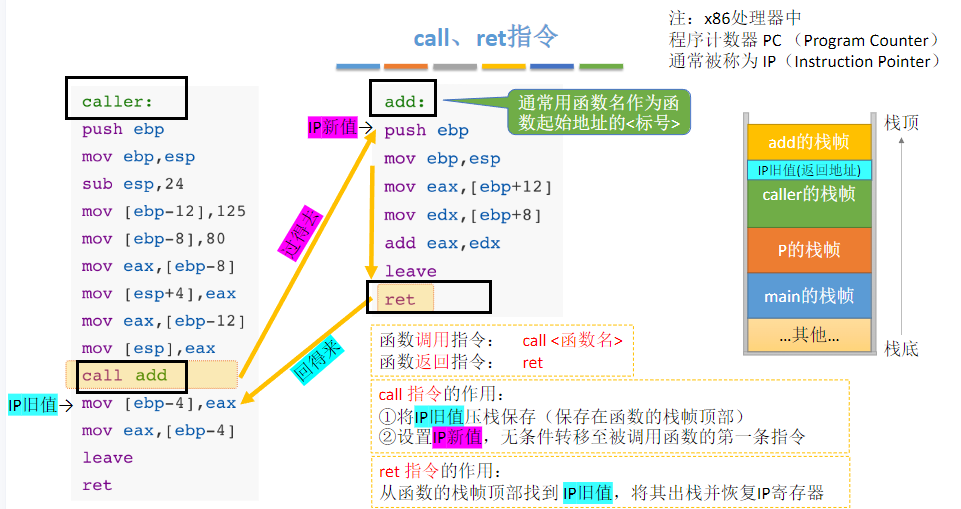 call、ret指令
注：x86处理器中
程序计数器 PC （Program Counter）
通常被称为 IP（Instruction Pointer）
caller:
push ebp
mov ebp,esp
sub esp,24
mov [ebp-12],125
mov [ebp-8],80
mov eax,[ebp-8]
mov [esp+4],eax
mov eax,[ebp-12]
mov [esp],eax
call add
IP旧值
mov [ebp-4],eax
mov eax,[ebp-4]
leave
ret
过得去
回得来
add:
IP新值
push ebp
mov ebp,esp
mov eax,[ebp+12]
mov edx,[ebp+8]
add eax,edx
leave
ret
通常用函数名作为函
数起始地址的<标号>
栈顶
add的栈帧
IP旧值(返回地址)
caller的栈帧
P的栈帧
main的栈帧
...其他...
栈底
函数调用指令： call <函数名>
函数返回指令： ret
call 指令的作用：
①将IP旧值压栈保存（保存在函数的栈帧顶部）
②设置IP新值，无条件转移至被调用函数的第一条指令
ret 指令的作用：
从函数的栈帧顶部找到 IP旧值，将其出栈并恢复IP寄存器